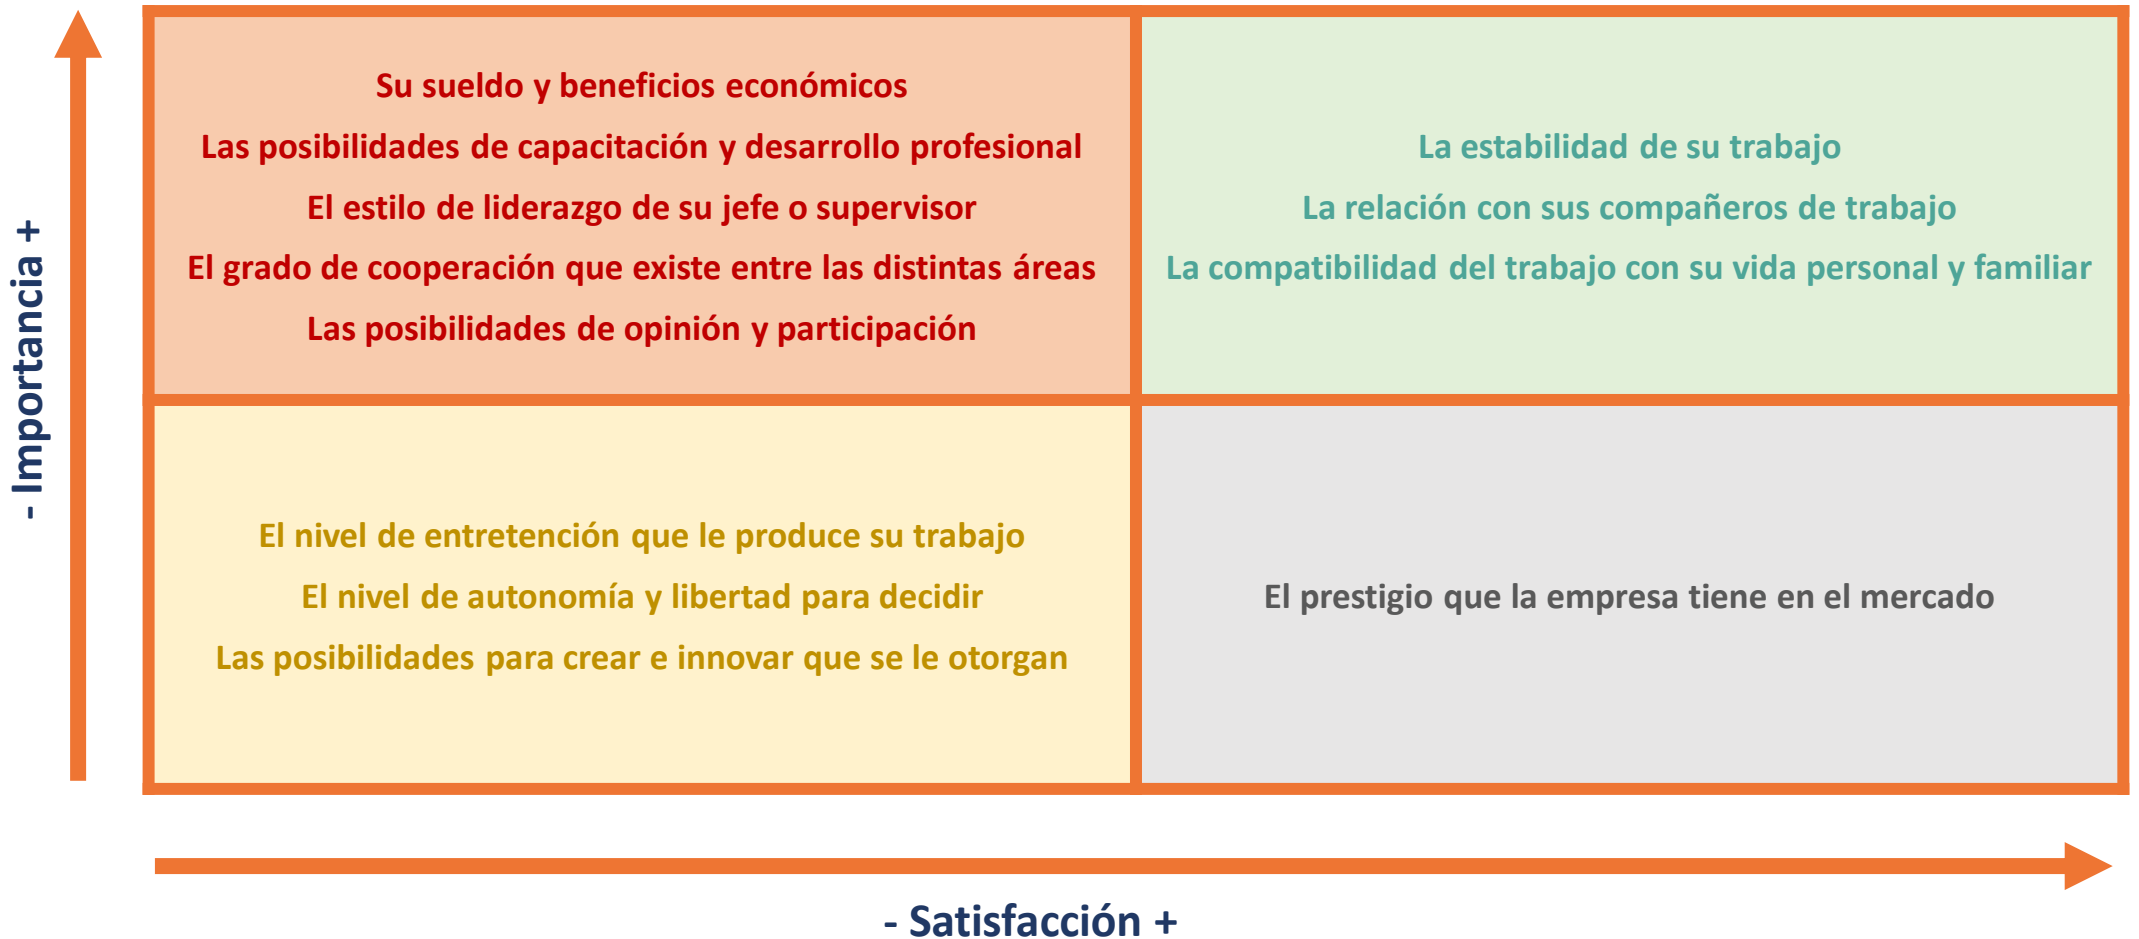 Su sueldo y beneficios económicos
Las posibilidades de capacitación y desarrollo profesional
El estilo de liderazgo de su jefe o supervisor
El grado de cooperación que existe entre las distintas áreas
Las posibilidades de opinión y participación
La estabilidad de su trabajo
La relación con sus compañeros de trabajo
La compatibilidad del trabajo con su vida personal y familiar
- Importancia +
El nivel de entretención que le produce su trabajo
El nivel de autonomía y libertad para decidir
Las posibilidades para crear e innovar que se le otorgan
El prestigio que la empresa tiene en el mercado
- Satisfacción +